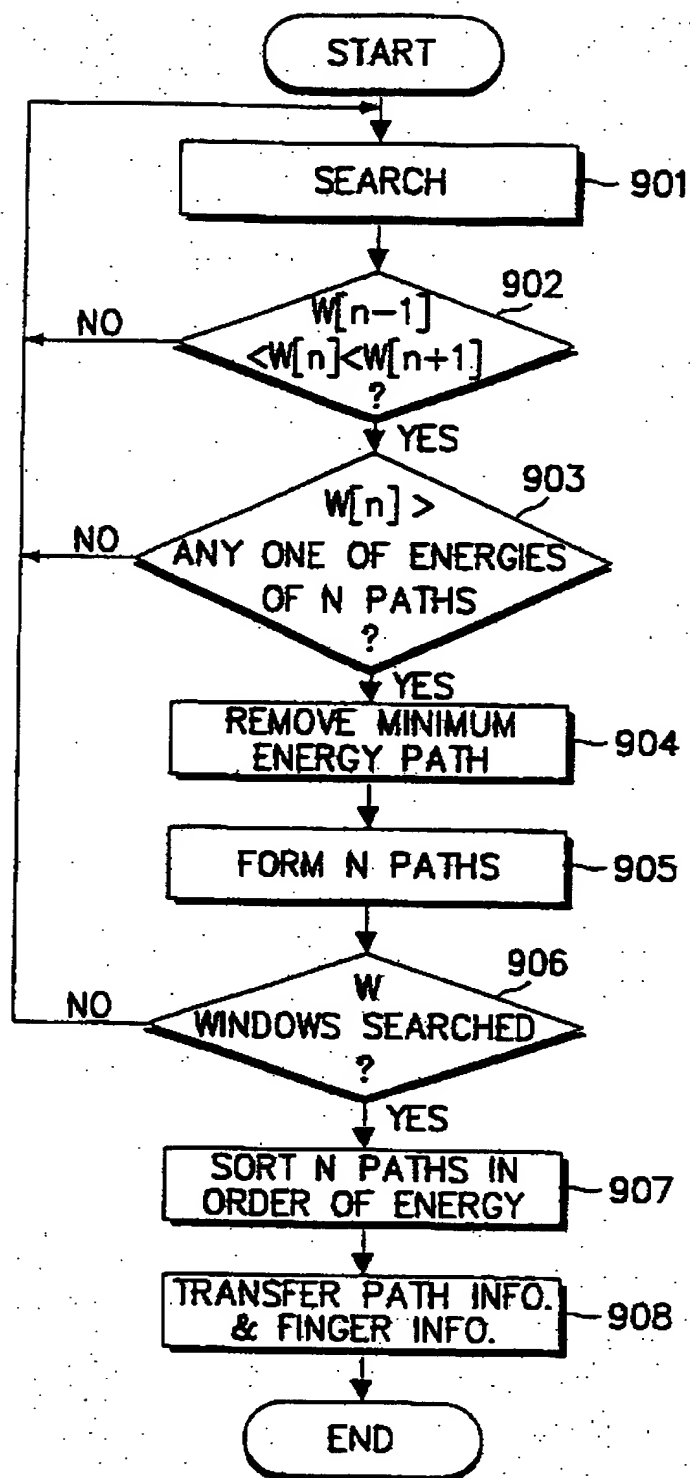 START
SEARCH
901
W[n-1]
<W[n]<W[n+1]
?
902
NO
YES
W[n] >
ANY ONE OF ENERGIES
OF N PATHS
?
903
NO
YES
REMOVE MINIMUM
ENERGY PATH
904
FORM N PATHS
905
W
WINDOWS SEARCHED
?
906
NO
YES
SORT N PATHS IN
ORDER OF ENERGY
907
TRANSFER PATH INFO.
& FINGER INFO.
908
END